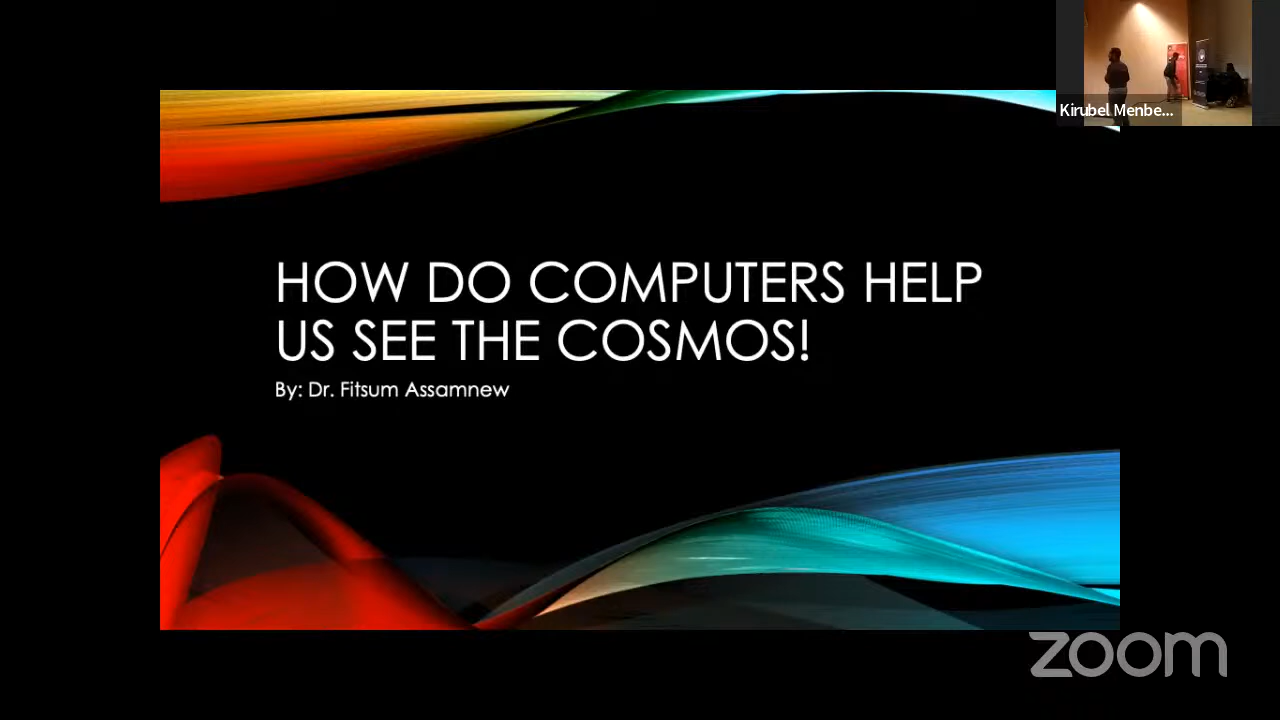 Kirubel Menbe...
HOW DO COMPUTERS HELP
US SEE THE COSMOS!
By: Dr. Fitsum Assamnew
zoom